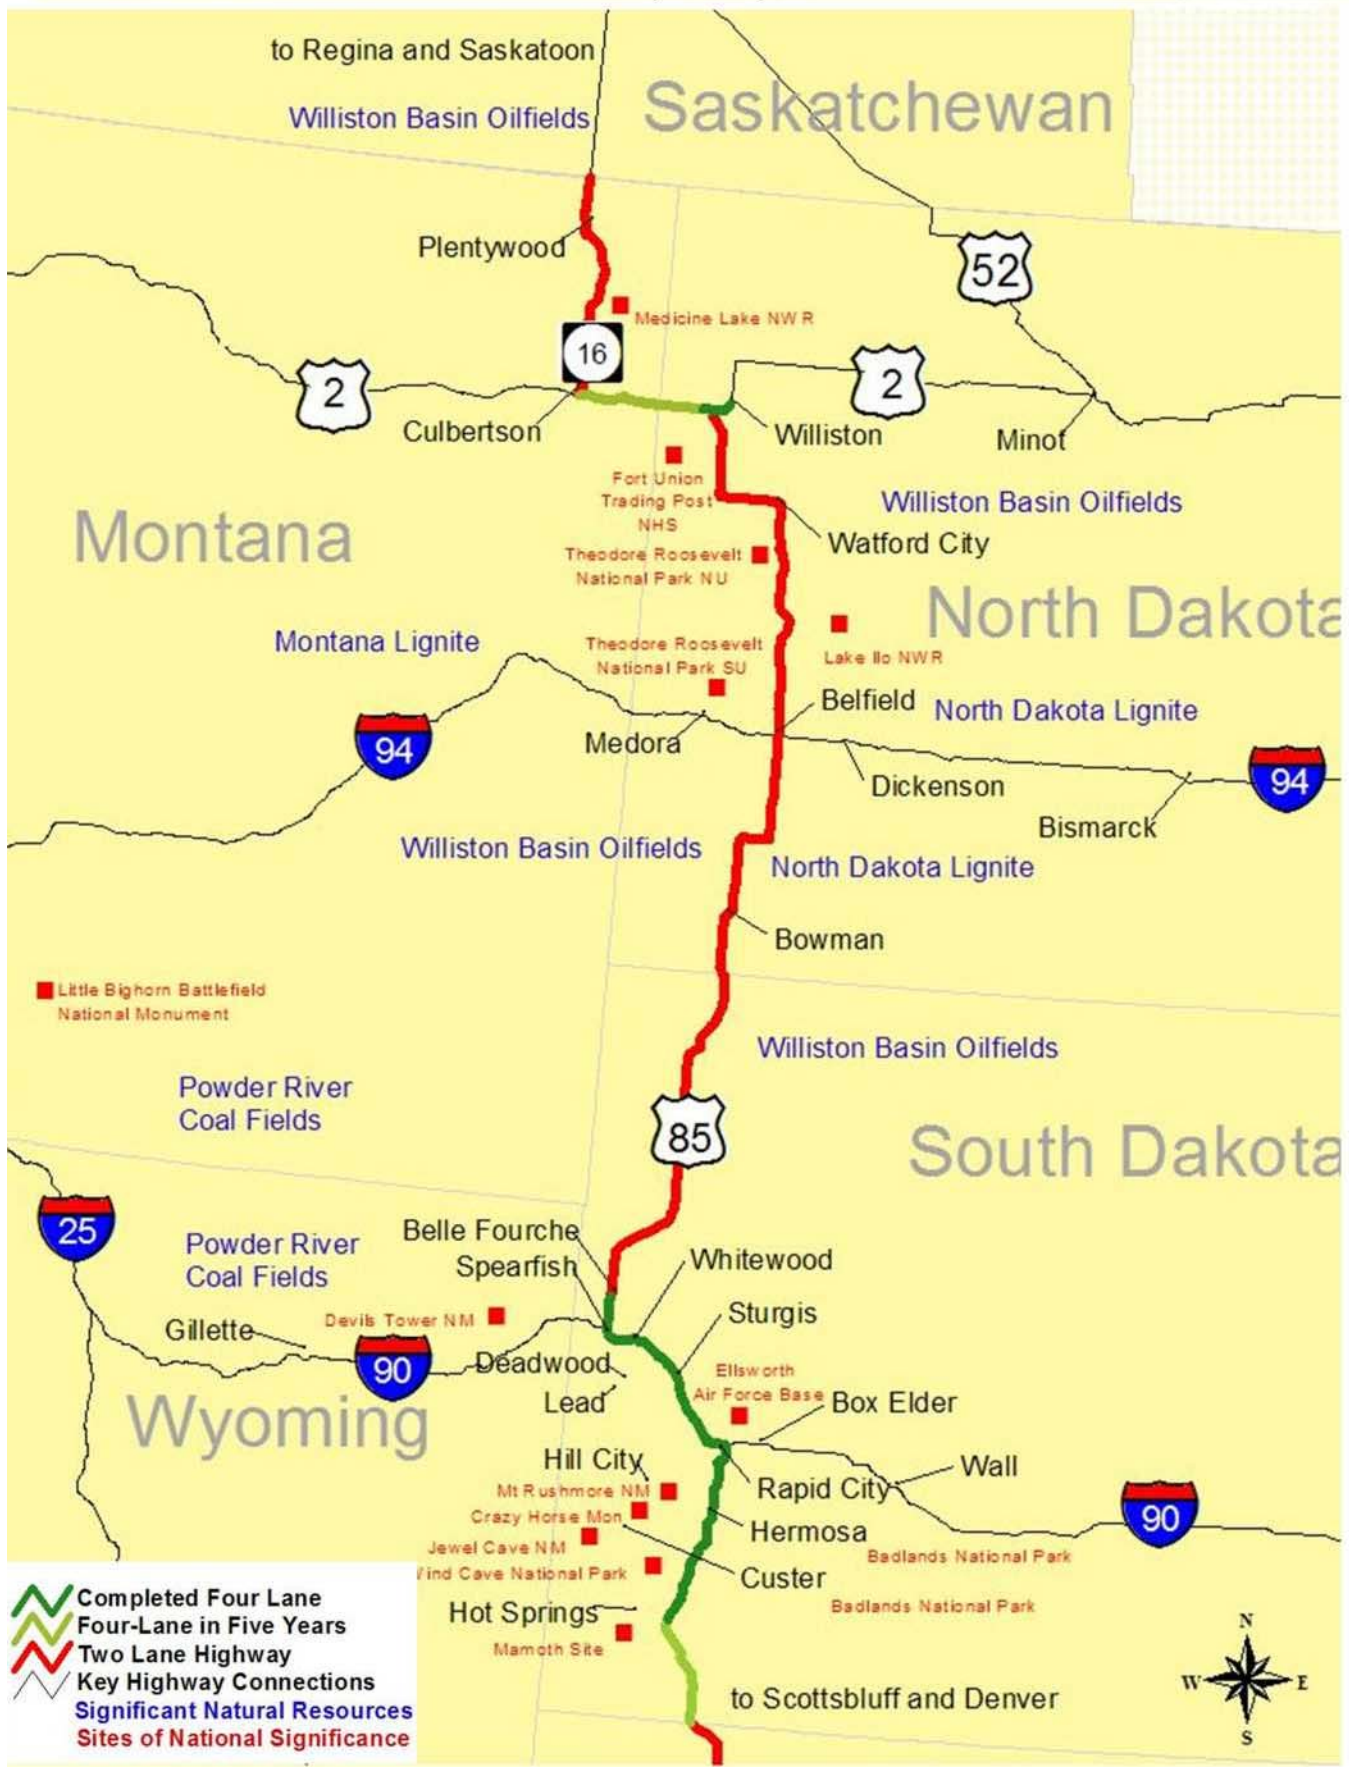 to Regina and Saskatoon
Saskatchewan
Williston Basin Oilfields
Plentywood
52
Medicine Lake NWR
16
2
2
Culbertson
Williston
Minot
Fort Union
Trading Post
NHS
Williston Basin Oilfields
Montana
Watford City
Theodore Roosevelt
National Park NU
North Dakota
Montana Lignite
Theodore Roosevelt
National Park SU
Lake Ilo NWR
Belfield
North Dakota Lignite
94
Medora
94
Dickenson
Bismarck
Williston Basin Oilfields
North Dakota Lignite
Bowman
Little Bighorn Battlefield
National Monument
Williston Basin Oilfields
Powder River
Coal Fields
85
South Dakota
25
Belle Fourche
Powder River
Coal Fields
Spearfish
Whitewood
Devils Tower NM
Sturgis
Gillette
90
Deadwood
Ellsworth
Air Force Base
Lead
Box Elder
Wyoming
Hill City
Wall
Mt Rushmore NM
Rapid City
Crazy Horse Mon
90
Hermosa
Jewel Cave NM
Badlands National Park
ind Cave National Park
Custer
Hot Springs
Badlands National Park
Mamoth Site
to Scottsbluff and Denver
N
W
E
S
Completed Four Lane
Four-Lane in Five Years
Two Lane Highway
Key Highway Connections
Significant Natural Resources
Sites of National Significance